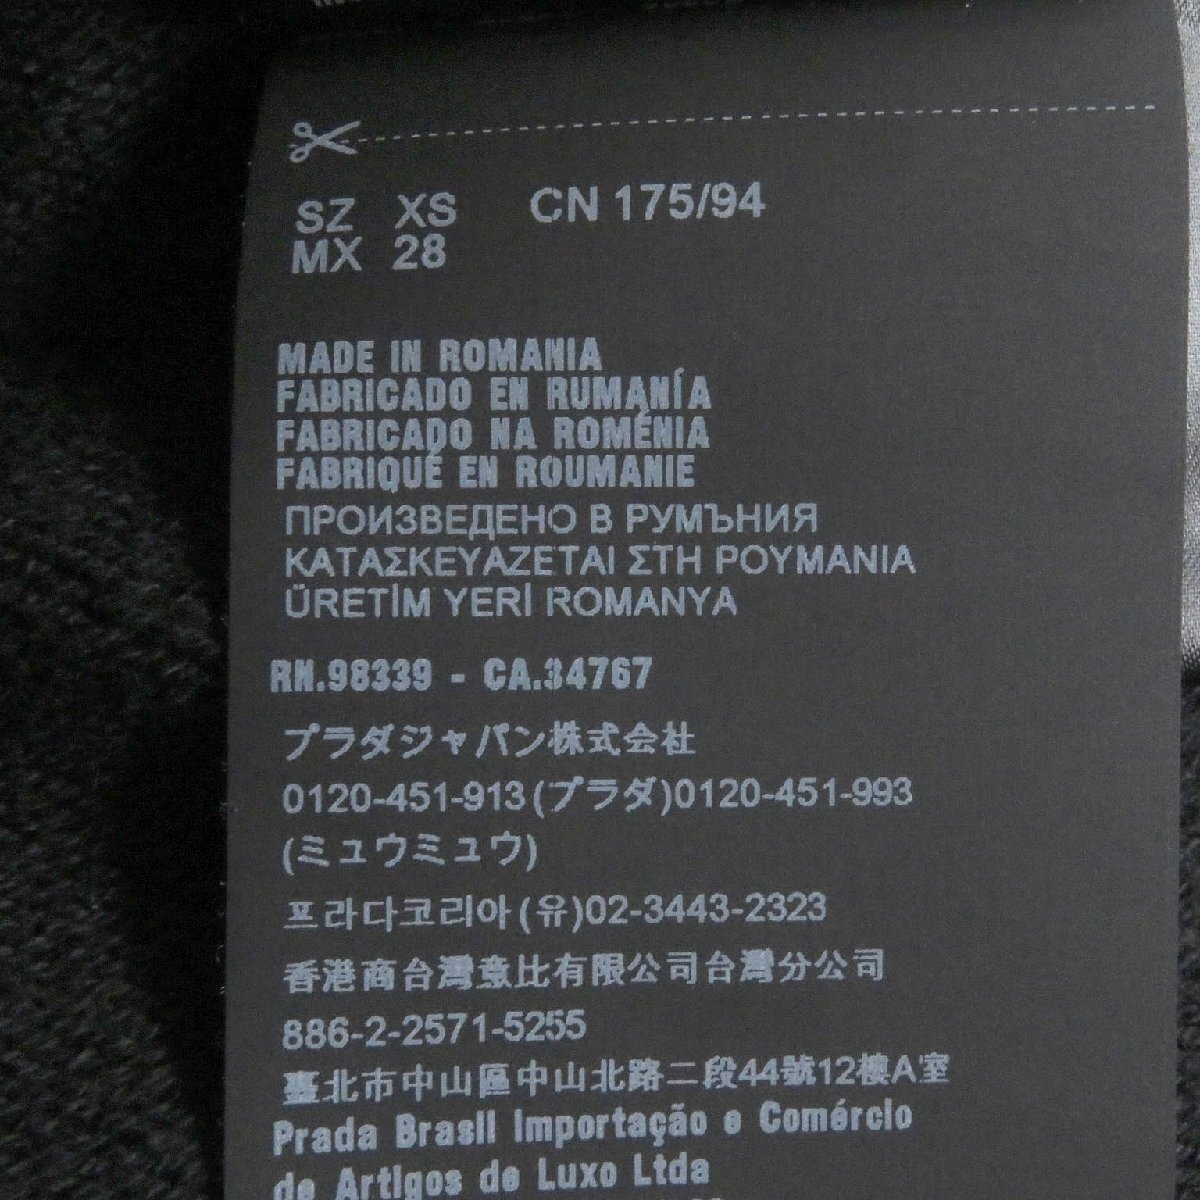 SZ XS CN 175/94
MX 28
MADE IN ROMANIA
FABRICADO EN RUMANÍA
FABRICADO NA ROMÉNIA
FABRIQUÉ EN ROUMANIE
ПРОИЗВЕДЕНО В РУМЪНИЯ
ΚΑΤΑΣΚΕΥΑΖΕΤΑΙ ΣΤΗ ΡΟΥΜΑΝΙΑ
ÜRETİM YERİ ROMANYA
RN.98339 - CA.34767
プラダジャパン株式会社
0120-451-913(プラダ)0120-451-993
(ミュウミュウ)
프라다코리아(유)02-3443-2323
香港商台灣意比有限公司台灣分公司
886-2-2571-5255
臺北市中山區中山北路二段44號12樓A室
Prada Brasil Importação e Comércio
de Artigos de Luxo Ltda